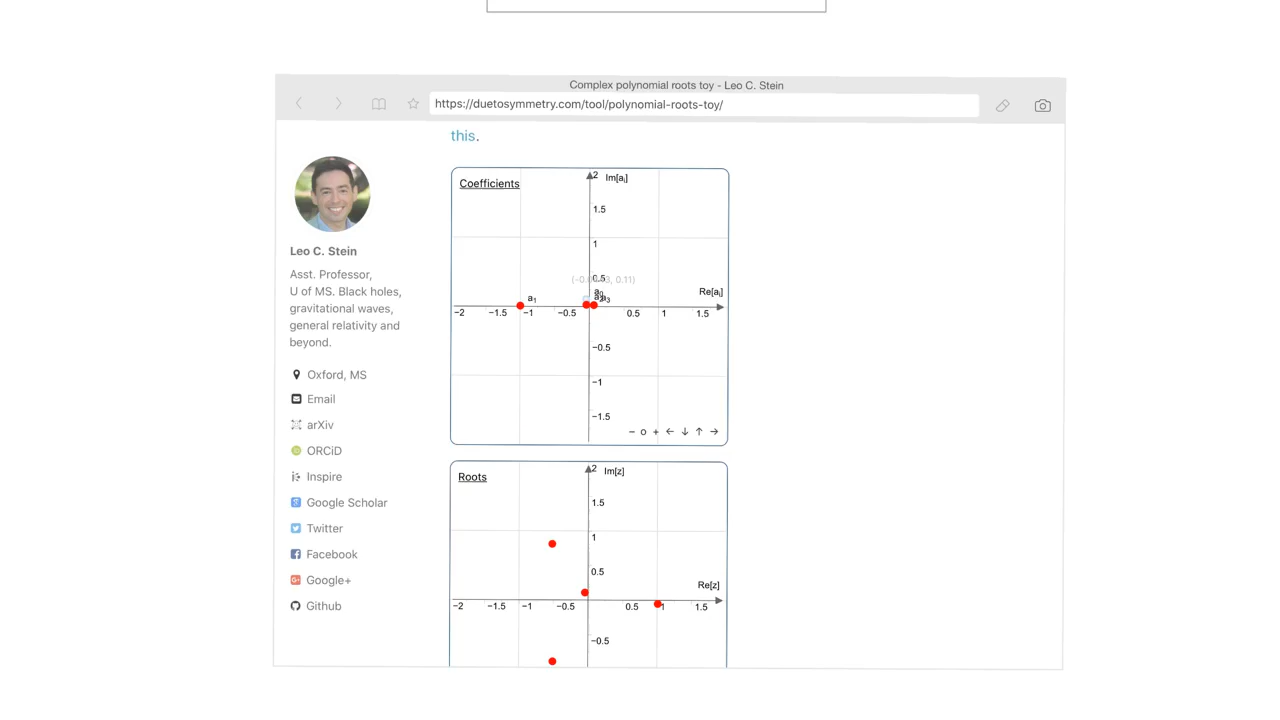 Complex polynomial roots toy - Leo C. Stein
https://duetosymmetry.com/tool/polynomial-roots-toy/
this.
Leo C. Stein
Asst. Professor,
U of MS. Black holes,
gravitational waves,
general relativity and
beyond.
Oxford, MS
Email
arXiv
ORCiD
Inspire
Google Scholar
Twitter
Facebook
Google+
Github
Coefficients
2 Im[aᵢ]
1.5
1
0.5
Re[aᵢ]
a₁
a₃
−2 −1.5 −1 −0.5 0.5 1 1.5
−0.5
−1
−1.5
− o + ← ↓ ↑ →
Roots
2 Im[z]
1.5
1
0.5
Re[z]
−2 −1.5 −1 −0.5 0.5 1 1.5
−0.5